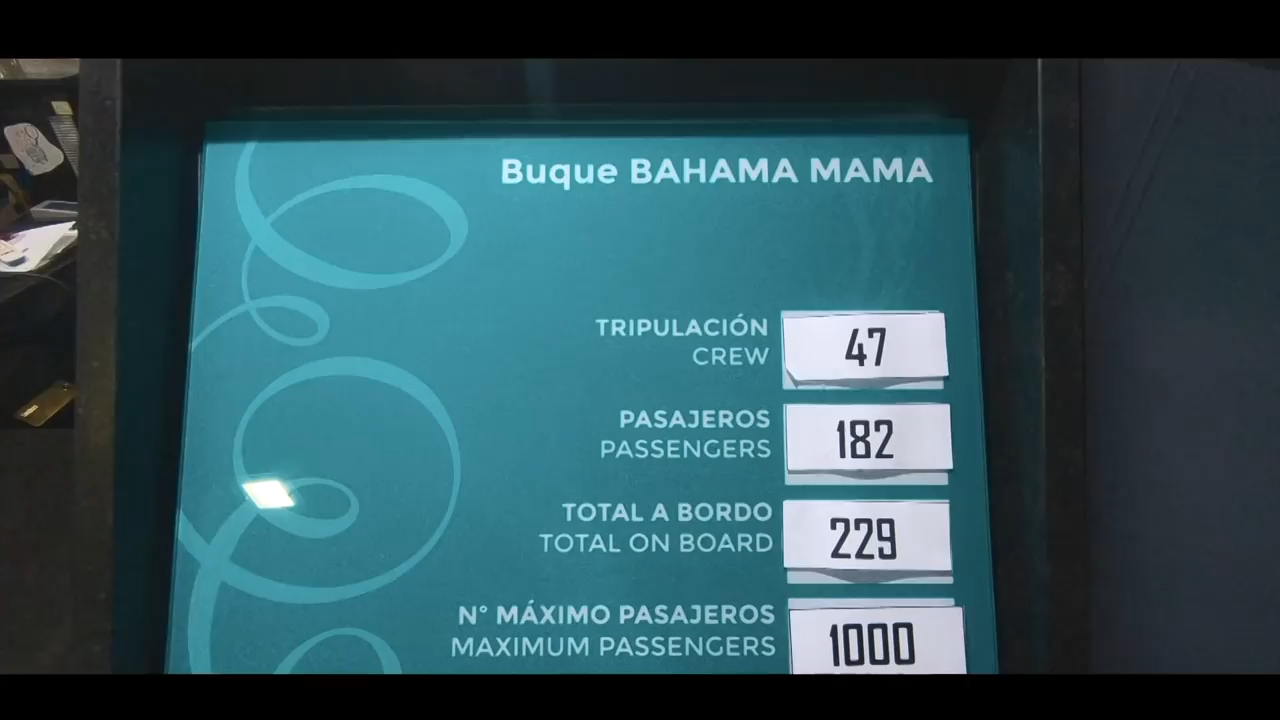 Buque BAHAMA MAMA
TRIPULACIÓN
CREW
47
PASAJEROS
PASSENGERS
182
TOTAL A BORDO
TOTAL ON BOARD
229
N° MÁXIMO PASAJEROS
MAXIMUM PASSENGERS
1000